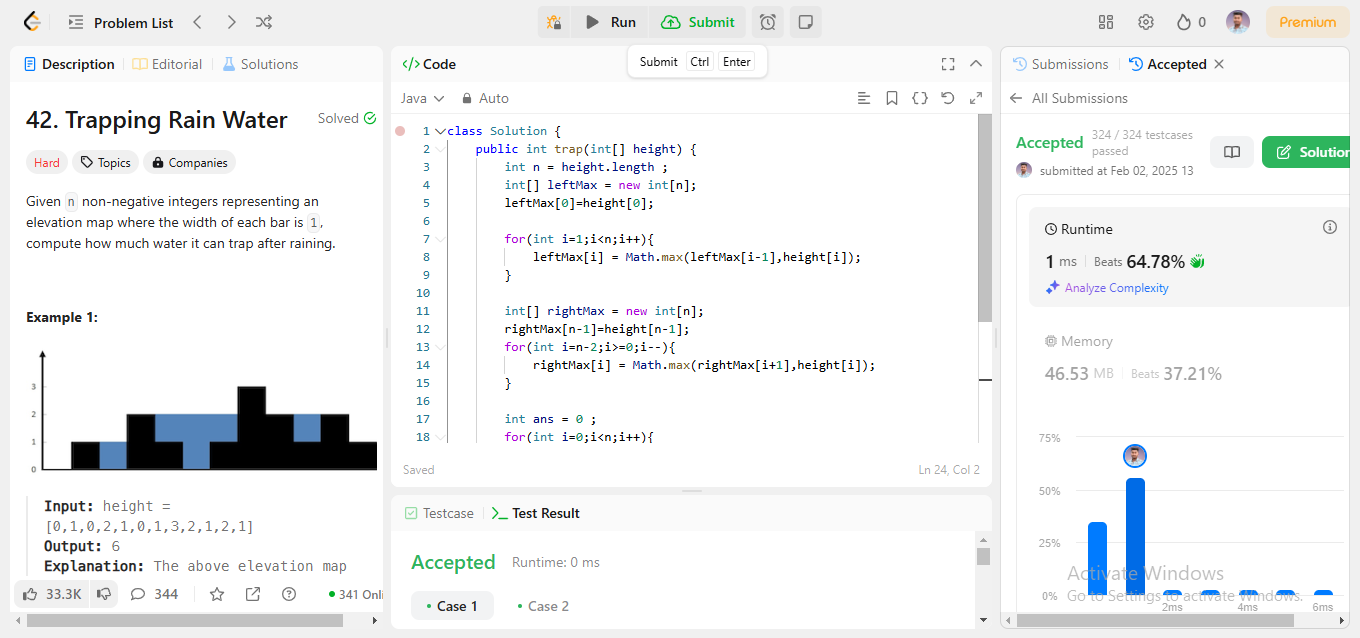 Problem List
Run
Submit
0
Premium
Submit Ctrl Enter
Description
Editorial
Solutions
42. Trapping Rain Water
Solved
Hard
Topics
Companies
Given n non-negative integers representing an
elevation map where the width of each bar is 1,
compute how much water it can trap after raining.
Example 1:
3
2
1
0
Input: height =
[0,1,0,2,1,0,1,3,2,1,2,1]
Output: 6
Explanation: The above elevation map
33.3K
344
341 Onli
</>Code
Java
Auto
1 class Solution {
2 public int trap(int[] height) {
3 int n = height.length ;
4 int[] leftMax = new int[n];
5 leftMax[0]=height[0];
6
7 for(int i=1;i<n;i++){
8 leftMax[i] = Math.max(leftMax[i-1],height[i]);
9 }
10
11 int[] rightMax = new int[n];
12 rightMax[n-1]=height[n-1];
13 for(int i=n-2;i>=0;i--){
14 rightMax[i] = Math.max(rightMax[i+1],height[i]);
15 }
16
17 int ans = 0 ;
18 for(int i=0;i<n;i++){
Saved
Ln 24, Col 2
Testcase
Test Result
Accepted
Runtime: 0 ms
Case 1
Case 2
Submissions
Accepted
All Submissions
Accepted
324 / 324 testcases
passed
submitted at Feb 02, 2025 13
Solution
Runtime
1 ms
Beats 64.78%
Analyze Complexity
Memory
46.53 MB
Beats 37.21%
75%
50%
25%
0%
2ms
4ms
6ms
Activate Windows
Go to Settings to activate Windows.